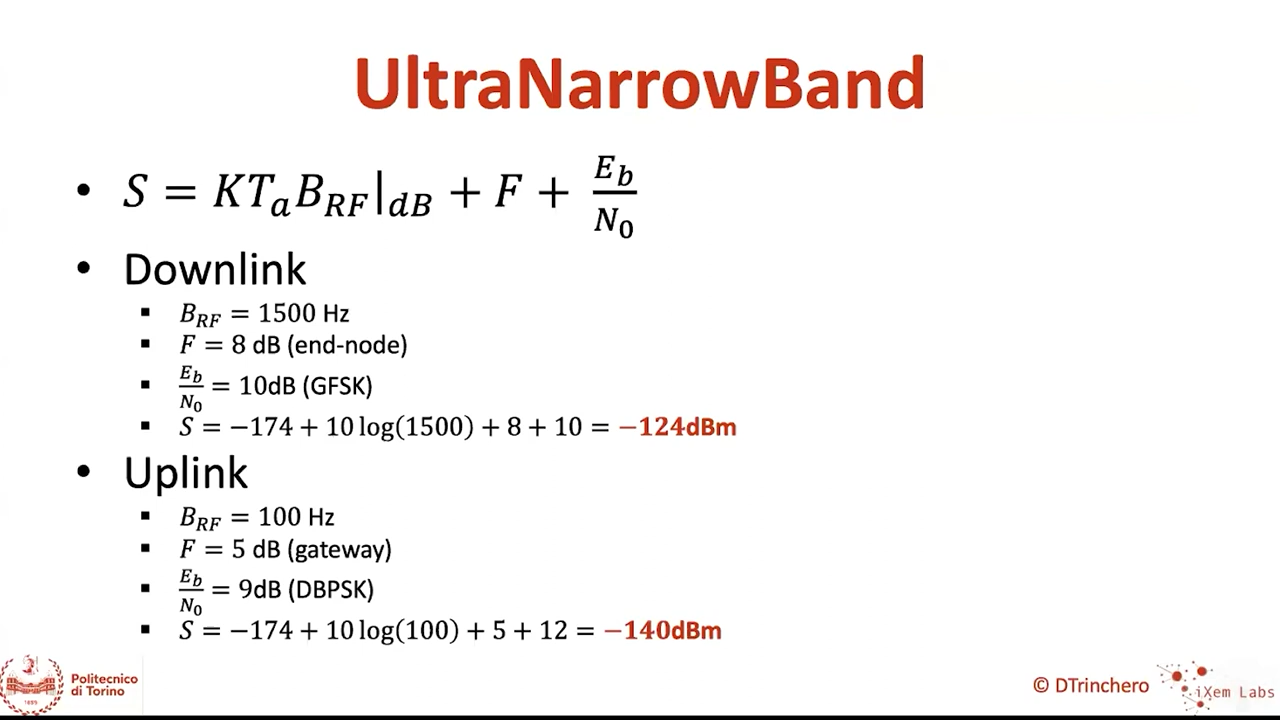 UltraNarrowBand
• S = KT_a B_RF|_dB + F + E_b/N_0
• Downlink
▪ B_RF = 1500 Hz
▪ F = 8 dB (end-node)
▪ E_b/N_0 = 10dB (GFSK)
▪ S = −174 + 10 log(1500) + 8 + 10 = −124dBm
• Uplink
▪ B_RF = 100 Hz
▪ F = 5 dB (gateway)
▪ E_b/N_0 = 9dB (DBPSK)
▪ S = −174 + 10 log(100) + 5 + 12 = −140dBm
Politecnico
di Torino
1859
© DTrinchero
iXem Labs